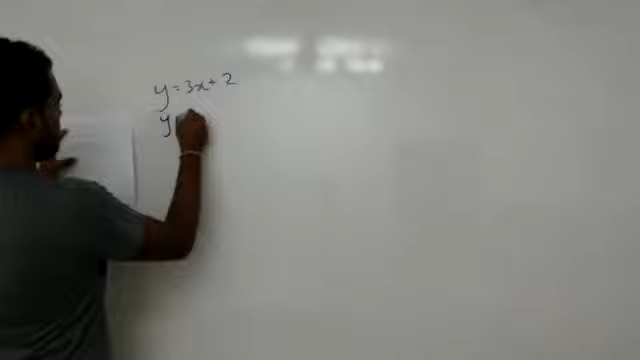 y = 3x + 2
y